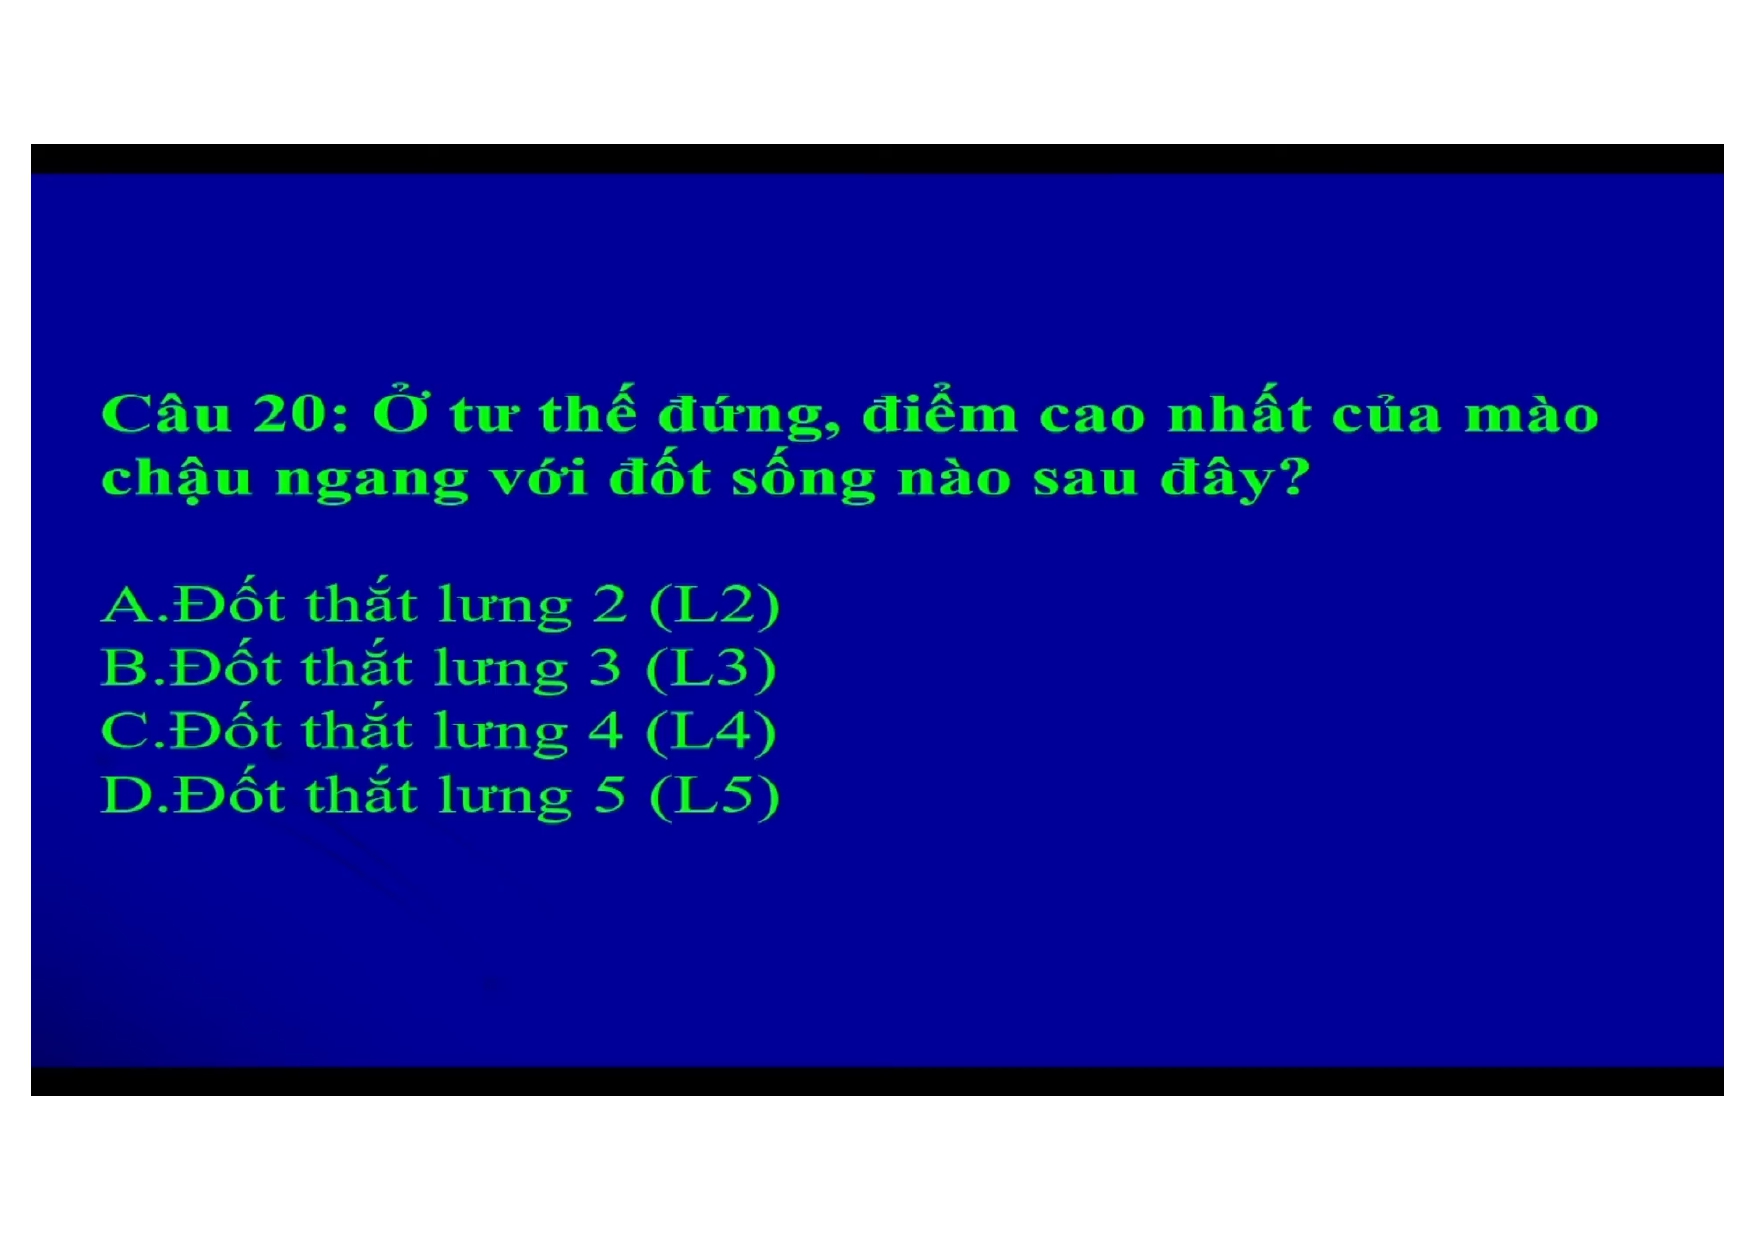 Câu 20: Ở tư thế đứng, điểm cao nhất của mào
chậu ngang với đốt sống nào sau đây?
A.Đốt thắt lưng 2 (L2)
B.Đốt thắt lưng 3 (L3)
C.Đốt thắt lưng 4 (L4)
D.Đốt thắt lưng 5 (L5)